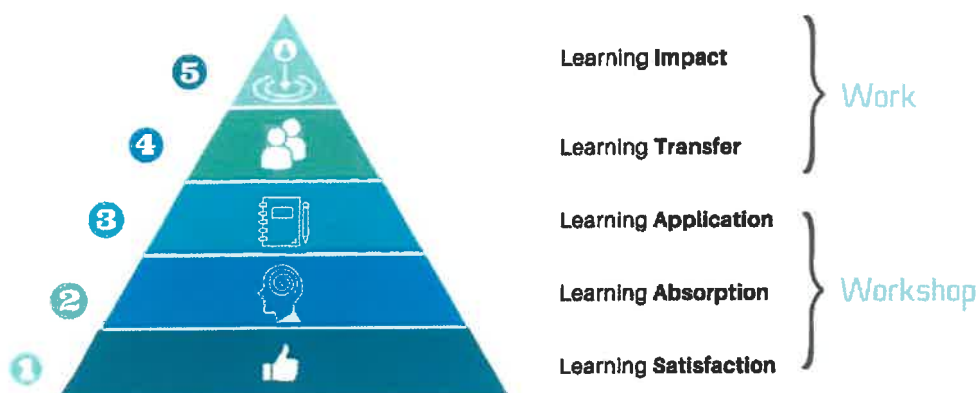 5
Learning Impact
Work
4
Learning Transfer
3
Learning Application
2
Learning Absorption
Workshop
1
Learning Satisfaction